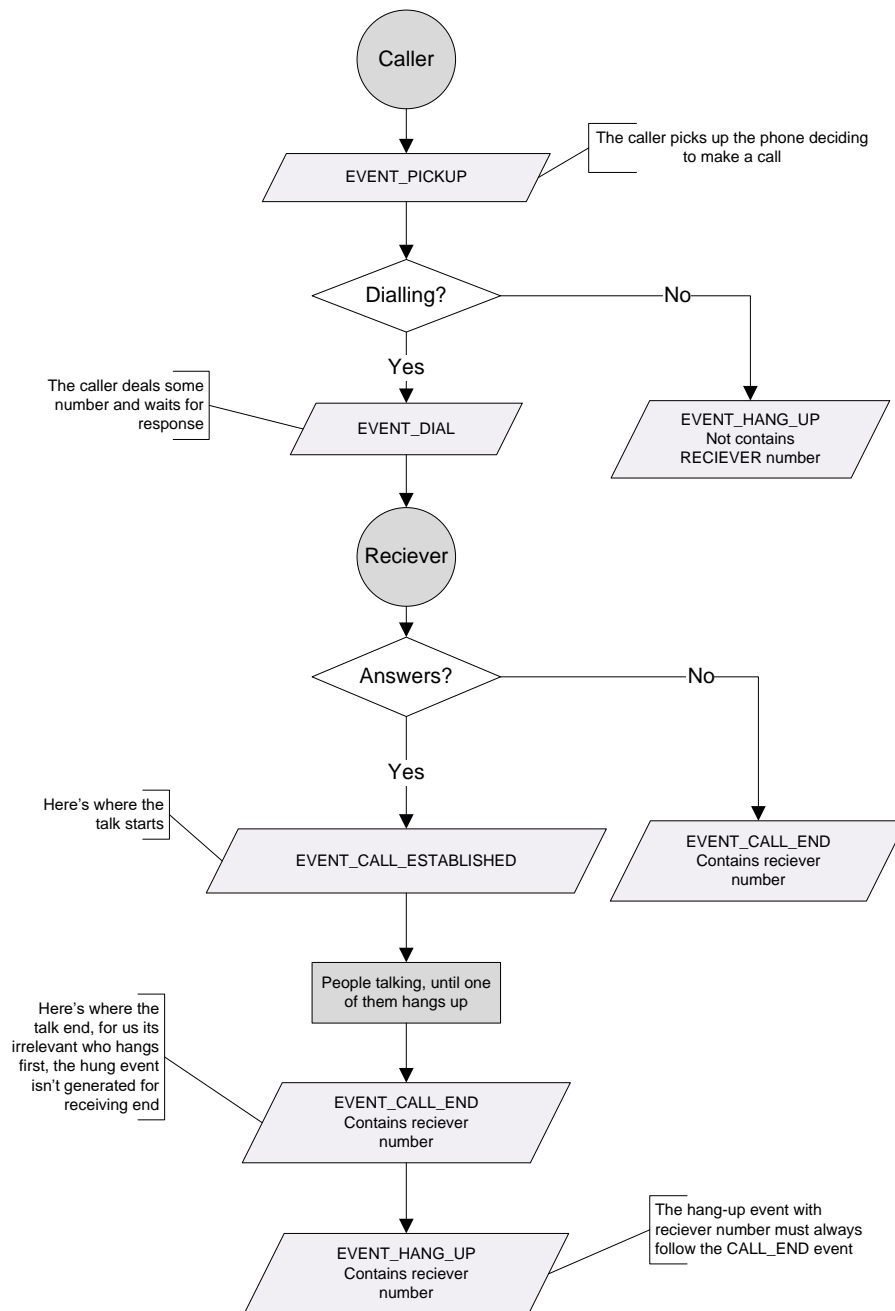 Caller
The caller picks up the phone deciding
to make a call
EVENT_PICKUP
Dialling?
No
Yes
The caller deals some
number and waits for
response
EVENT_DIAL
EVENT_HANG_UP
Not contains
RECIEVER number
Reciever
Answers?
No
Yes
Here's where the
talk starts
EVENT_CALL_ESTABLISHED
EVENT_CALL_END
Contains reciever
number
People talking, until one
of them hangs up
Here's where the
talk end, for us its
irrelevant who hangs
first, the hung event
isn't generated for
receiving end
EVENT_CALL_END
Contains reciever
number
The hang-up event with
reciever number must always
follow the CALL_END event
EVENT_HANG_UP
Contains reciever
number